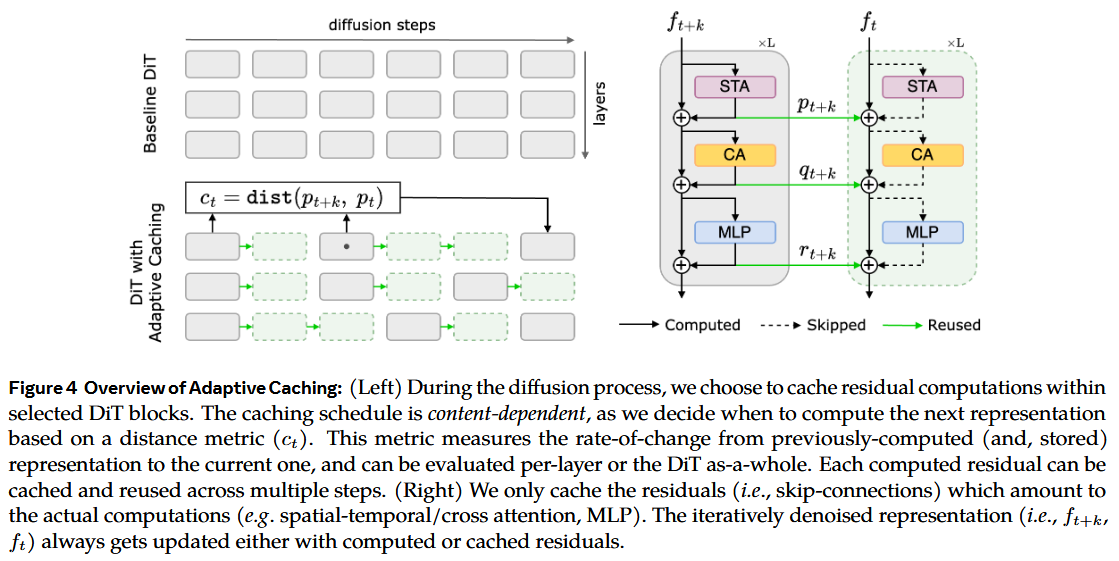 diffusion steps
Baseline DiT
layers
c_t = dist(p_{t+k}, p_t)
DiT with
Adaptive Caching
f_{t+k}
f_t
×L
×L
STA
STA
p_{t+k}
CA
CA
q_{t+k}
MLP
MLP
r_{t+k}
Computed
Skipped
Reused
Figure 4 Overview of Adaptive Caching: (Left) During the diffusion process, we choose to cache residual computations within
selected DiT blocks. The caching schedule is content-dependent, as we decide when to compute the next representation
based on a distance metric (c_t). This metric measures the rate-of-change from previously-computed (and, stored)
representation to the current one, and can be evaluated per-layer or the DiT as-a-whole. Each computed residual can be
cached and reused across multiple steps. (Right) We only cache the residuals (i.e., skip-connections) which amount to
the actual computations (e.g. spatial-temporal/cross attention, MLP). The iteratively denoised representation (i.e., f_{t+k},
f_t) always gets updated either with computed or cached residuals.